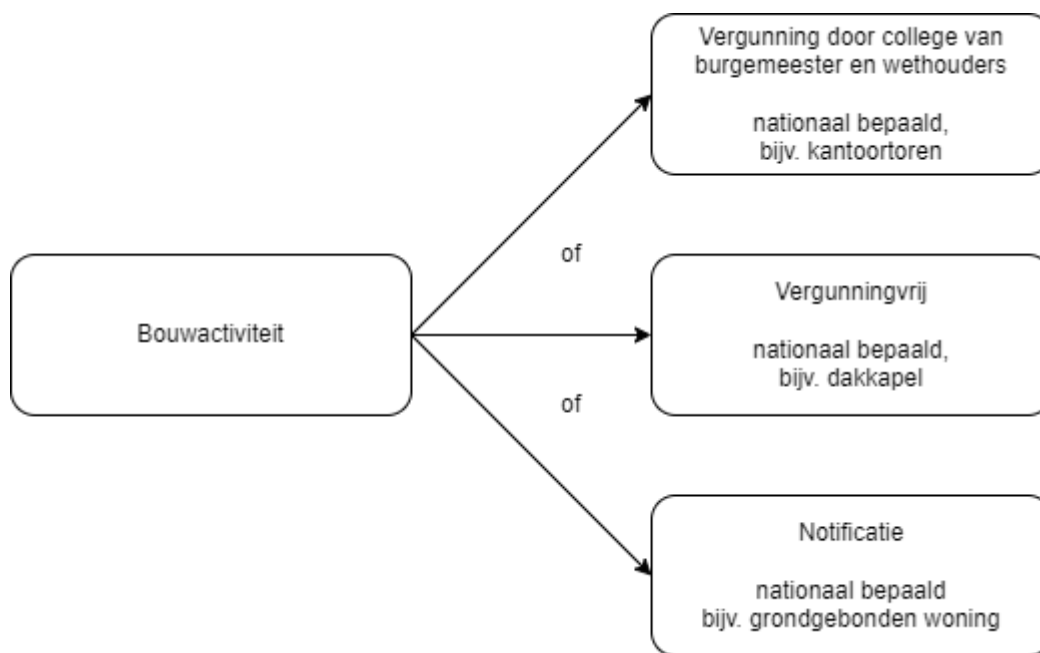 Vergunning door college van
burgemeester en wethouders
nationaal bepaald,
bijv. kantoortoren
of
Bouwactiviteit
Vergunningvrij
nationaal bepaald,
bijv. dakkapel
of
Notificatie
nationaal bepaald
bijv. grondgebonden woning